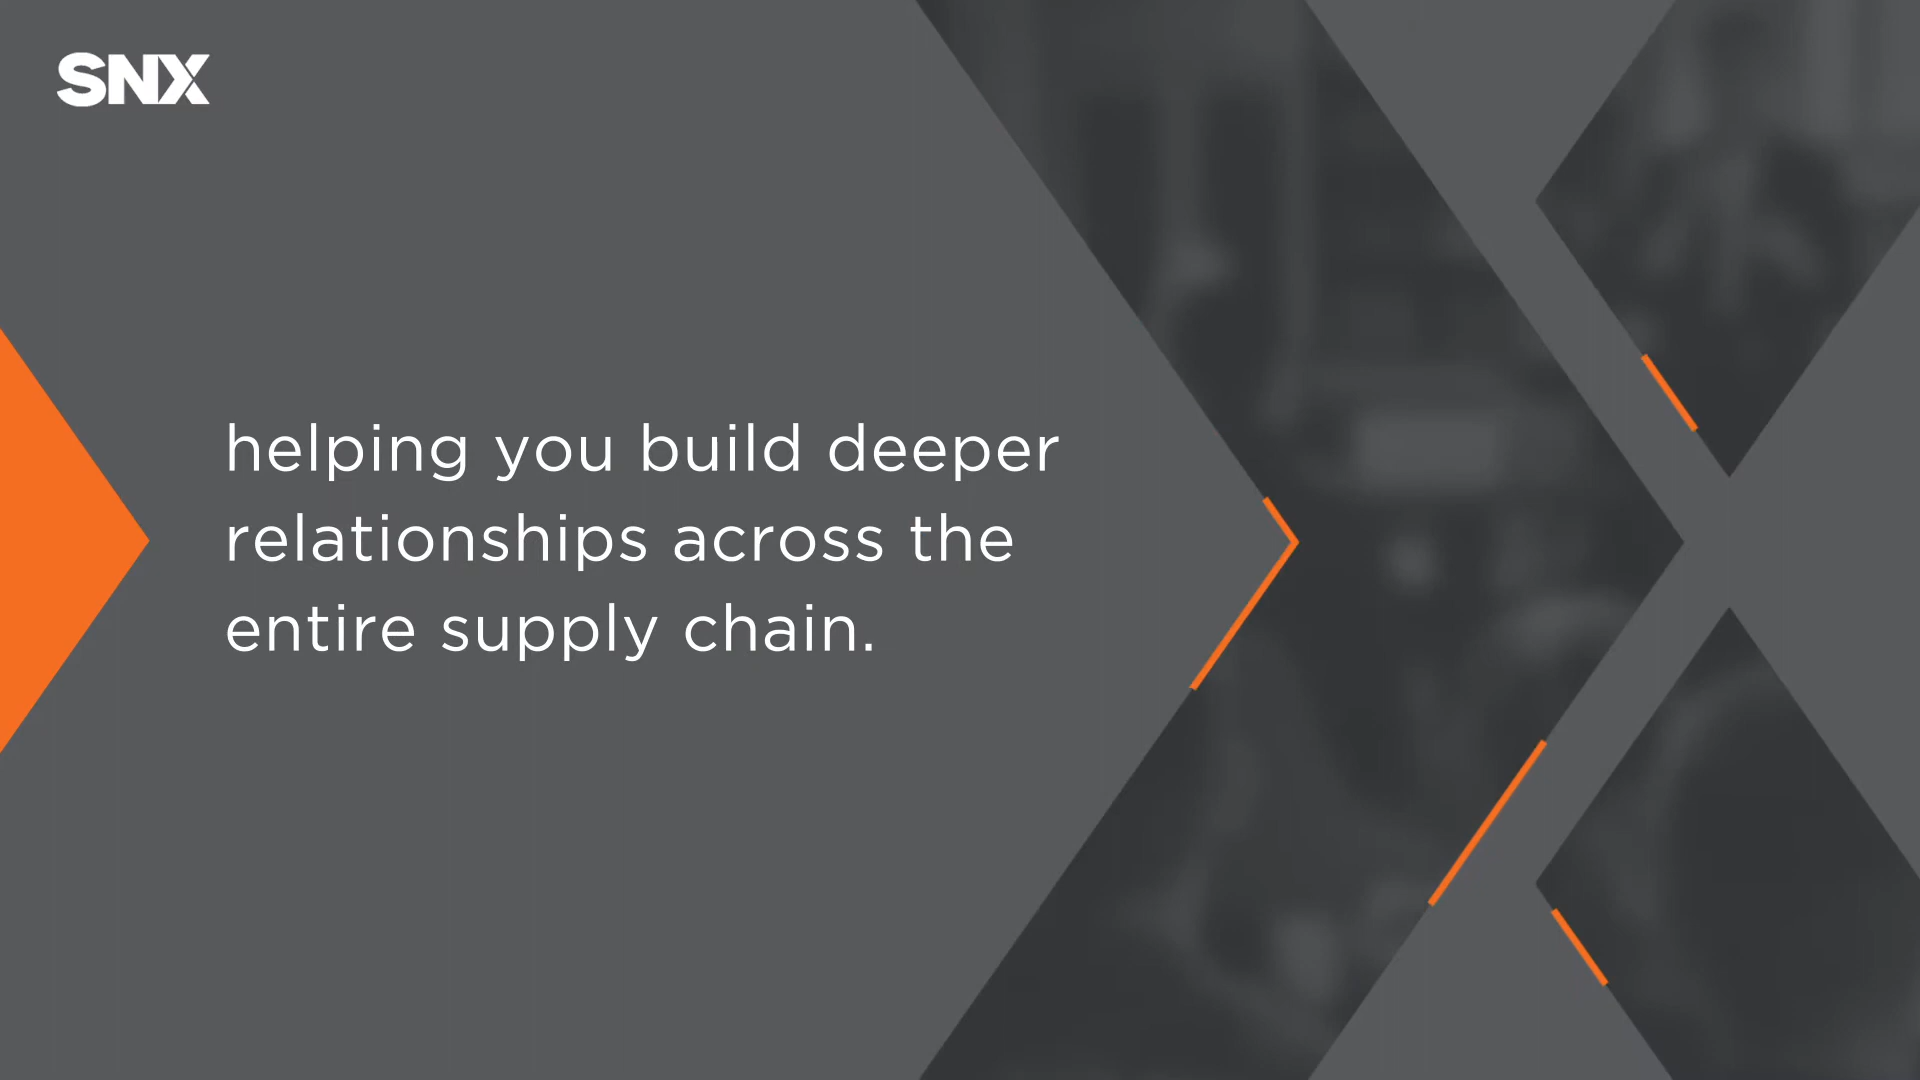 SNX
helping you build deeper
relationships across the
entire supply chain.